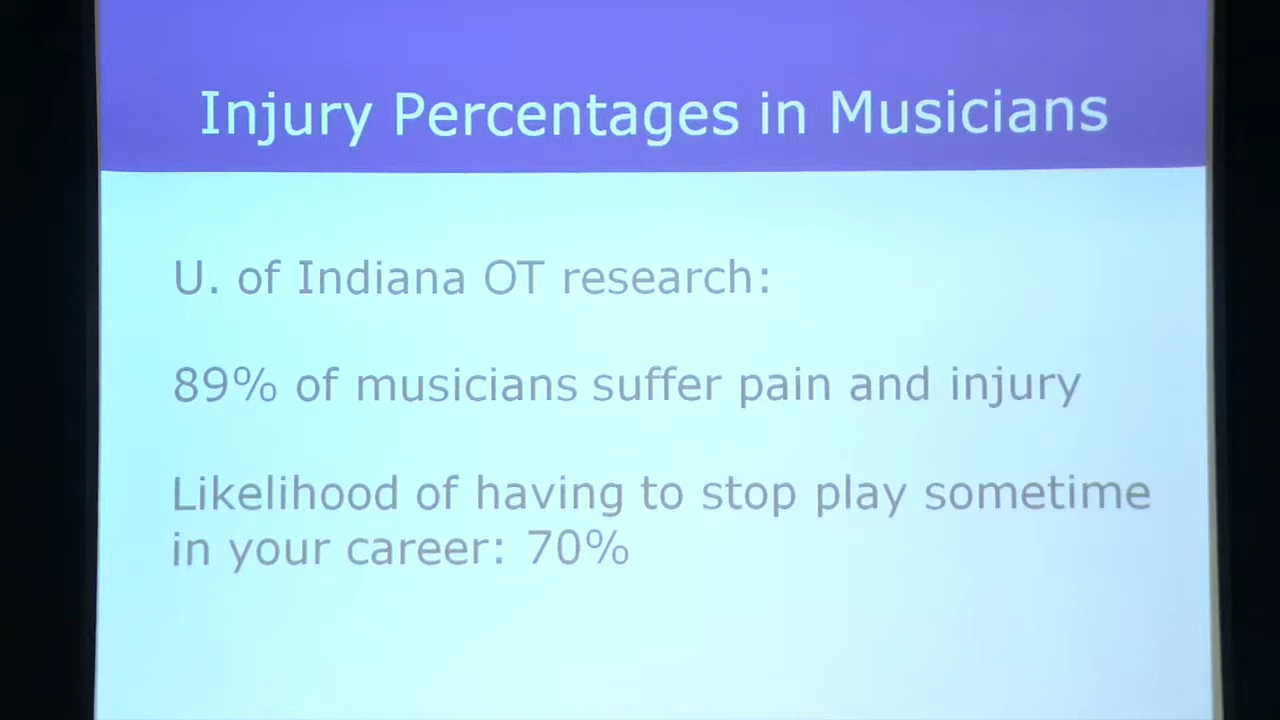 Injury Percentages in Musicians
U. of Indiana OT research:
89% of musicians suffer pain and injury
Likelihood of having to stop play sometime
in your career: 70%